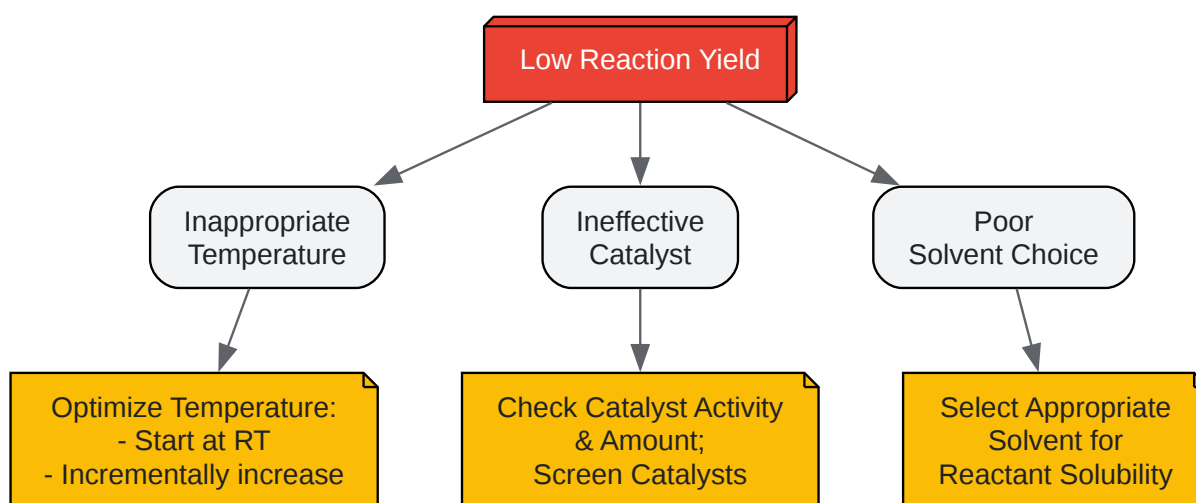 Low Reaction Yield
Inappropriate
Temperature
Ineffective
Catalyst
Poor
Solvent Choice
Optimize Temperature:
- Start at RT
- Incrementally increase
Check Catalyst Activity
& Amount;
Screen Catalysts
Select Appropriate
Solvent for
Reactant Solubility